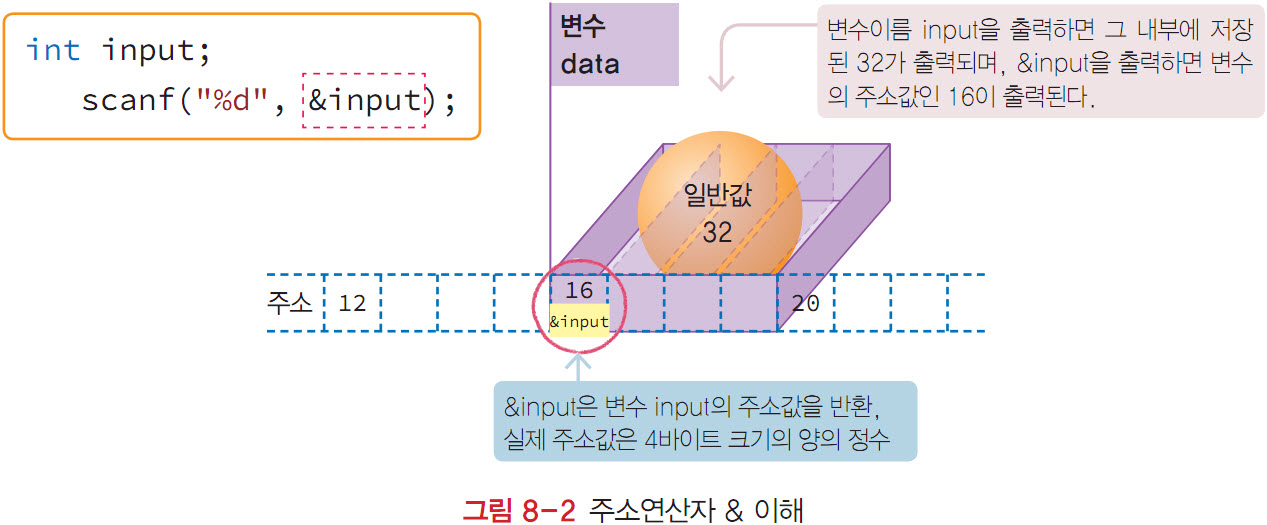 int input;
scanf("%d", &input);
변수
data
변수이름 input을 출력하면 그 내부에 저장
된 32가 출력되며, &input을 출력하면 변수
의 주소값인 16이 출력된다.
일반값
32
주소 12 16 20
&input
&input은 변수 input의 주소값을 반환,
실제 주소값은 4바이트 크기의 양의 정수
그림 8-2 주소연산자 & 이해